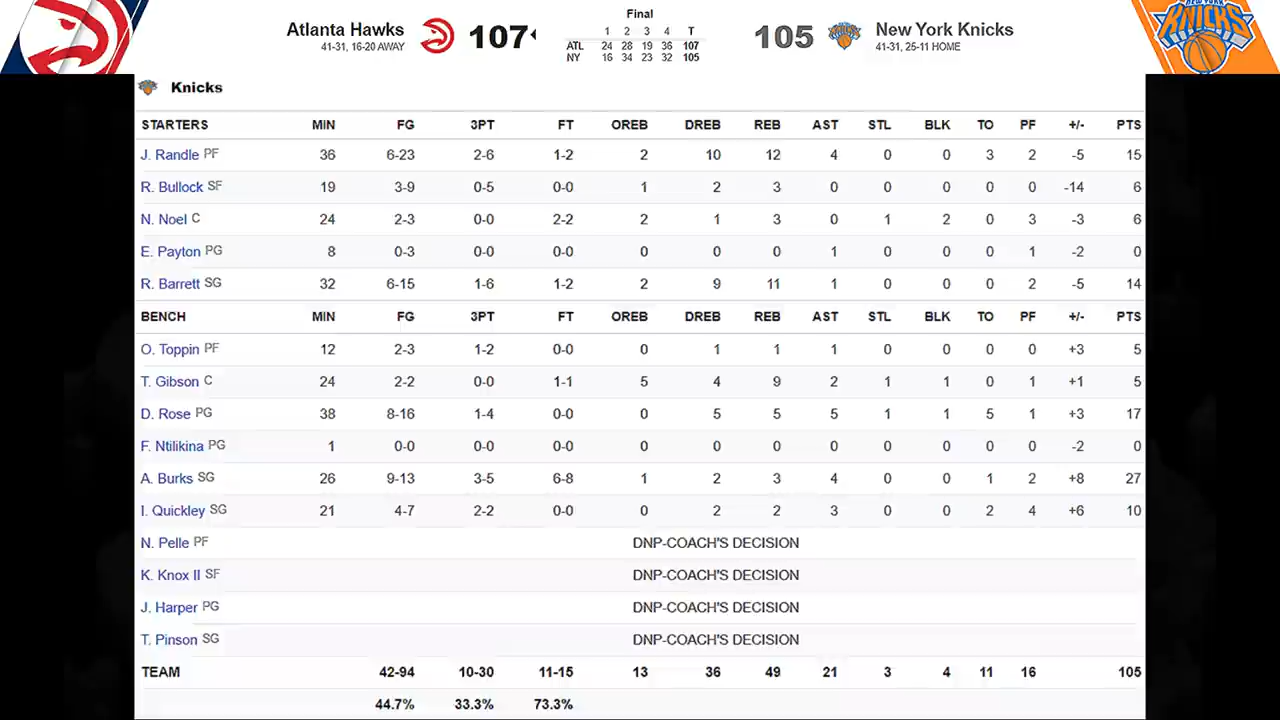 Final
Atlanta Hawks 107 105 New York Knicks
41-31, 16-20 AWAY 41-31, 25-11 HOME
1 2 3 4 T
ATL 24 28 19 36 107
NY 16 34 23 32 105
NEW YORK
KNICKS
Knicks
STARTERS MIN FG 3PT FT OREB DREB REB AST STL BLK TO PF +/- PTS
J. Randle PF 36 6-23 2-6 1-2 2 10 12 4 0 0 3 2 -5 15
R. Bullock SF 19 3-9 0-5 0-0 1 2 3 0 0 0 0 0 -14 6
N. Noel C 24 2-3 0-0 2-2 2 1 3 0 1 2 0 3 -3 6
E. Payton PG 8 0-3 0-0 0-0 0 0 0 1 0 0 0 1 -2 0
R. Barrett SG 32 6-15 1-6 1-2 2 9 11 1 0 0 0 2 -5 14
BENCH MIN FG 3PT FT OREB DREB REB AST STL BLK TO PF +/- PTS
O. Toppin PF 12 2-3 1-2 0-0 0 1 1 1 0 0 0 0 +3 5
T. Gibson C 24 2-2 0-0 1-1 5 4 9 2 1 1 0 1 +1 5
D. Rose PG 38 8-16 1-4 0-0 0 5 5 5 1 1 5 1 +3 17
F. Ntilikina PG 1 0-0 0-0 0-0 0 0 0 0 0 0 0 0 -2 0
A. Burks SG 26 9-13 3-5 6-8 1 2 3 4 0 0 1 2 +8 27
I. Quickley SG 21 4-7 2-2 0-0 0 2 2 3 0 0 2 4 +6 10
N. Pelle PF DNP-COACH'S DECISION
K. Knox II SF DNP-COACH'S DECISION
J. Harper PG DNP-COACH'S DECISION
T. Pinson SG DNP-COACH'S DECISION
TEAM 42-94 10-30 11-15 13 36 49 21 3 4 11 16 105
44.7% 33.3% 73.3%